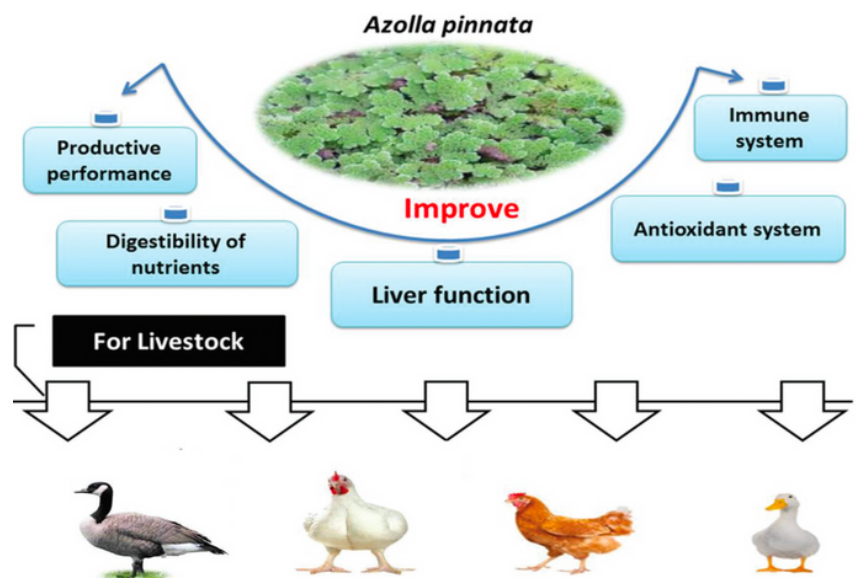 Azolla pinnata
Improve
Productive
performance
Digestibility of
nutrients
Liver function
Antioxidant system
Immune
system
For Livestock